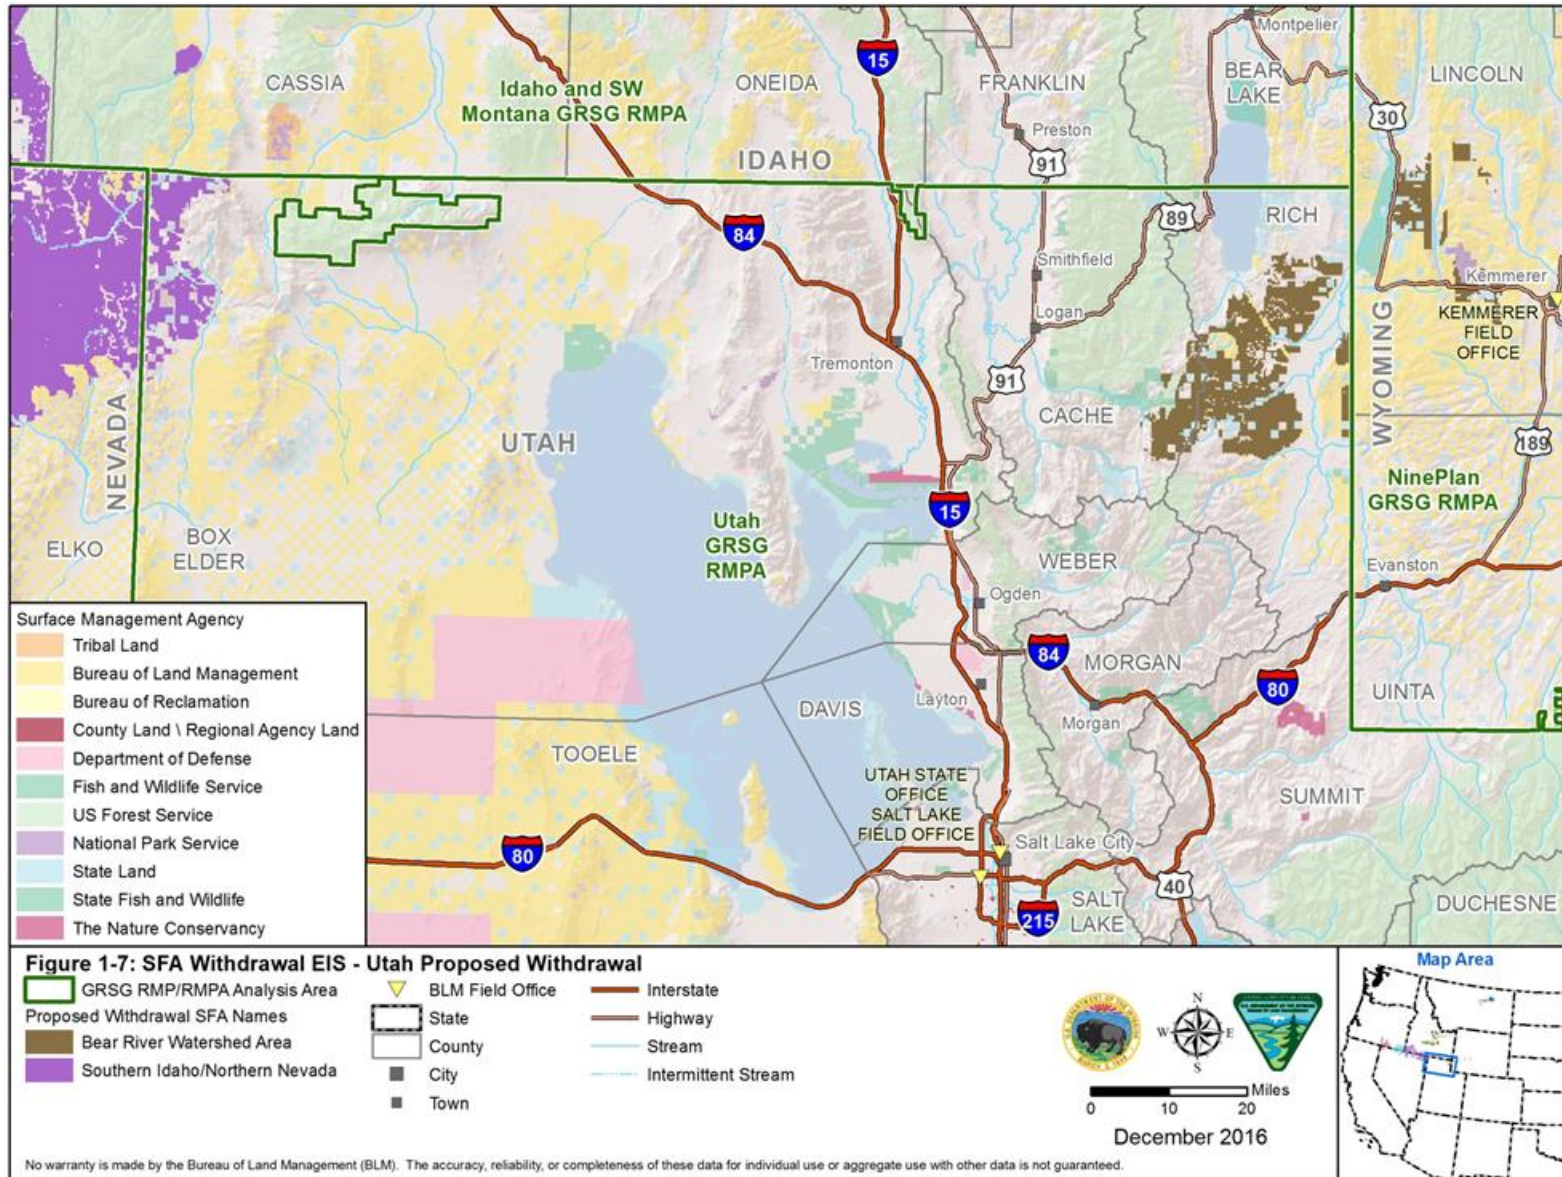 CASSIA
Idaho and SW
Montana GRSG RMPA
ONEIDA
15
FRANKLIN
Montpelier
BEAR
LAKE
LINCOLN
30
Preston
91
IDAHO
84
89
RICH
Smithfield
Kemmerer
KEMMERER
FIELD
OFFICE
Logan
Tremonton
91
CACHE
WYOMING
189
NEVADA
UTAH
NinePlan
GRSG RMPA
15
Utah
GRSG
RMPA
ELKO
BOX
ELDER
WEBER
Evanston
Ogden
84
MORGAN
80
UINTA
Layton
Morgan
DAVIS
TOOELE
UTAH STATE
OFFICE
SALT LAKE
FIELD OFFICE
SUMMIT
80
Salt Lake City
40
215
SALT
LAKE
DUCHESNE
Surface Management Agency
Tribal Land
Bureau of Land Management
Bureau of Reclamation
County Land \ Regional Agency Land
Department of Defense
Fish and Wildlife Service
US Forest Service
National Park Service
State Land
State Fish and Wildlife
The Nature Conservancy
Figure 1-7: SFA Withdrawal EIS - Utah Proposed Withdrawal
GRSG RMP/RMPA Analysis Area
Proposed Withdrawal SFA Names
Bear River Watershed Area
Southern Idaho/Northern Nevada
BLM Field Office
State
County
City
Town
Interstate
Highway
Stream
Intermittent Stream
N
W E
S
Miles
0 10 20
December 2016
Map Area
No warranty is made by the Bureau of Land Management (BLM). The accuracy, reliability, or completeness of these data for individual use or aggregate use with other data is not guaranteed.